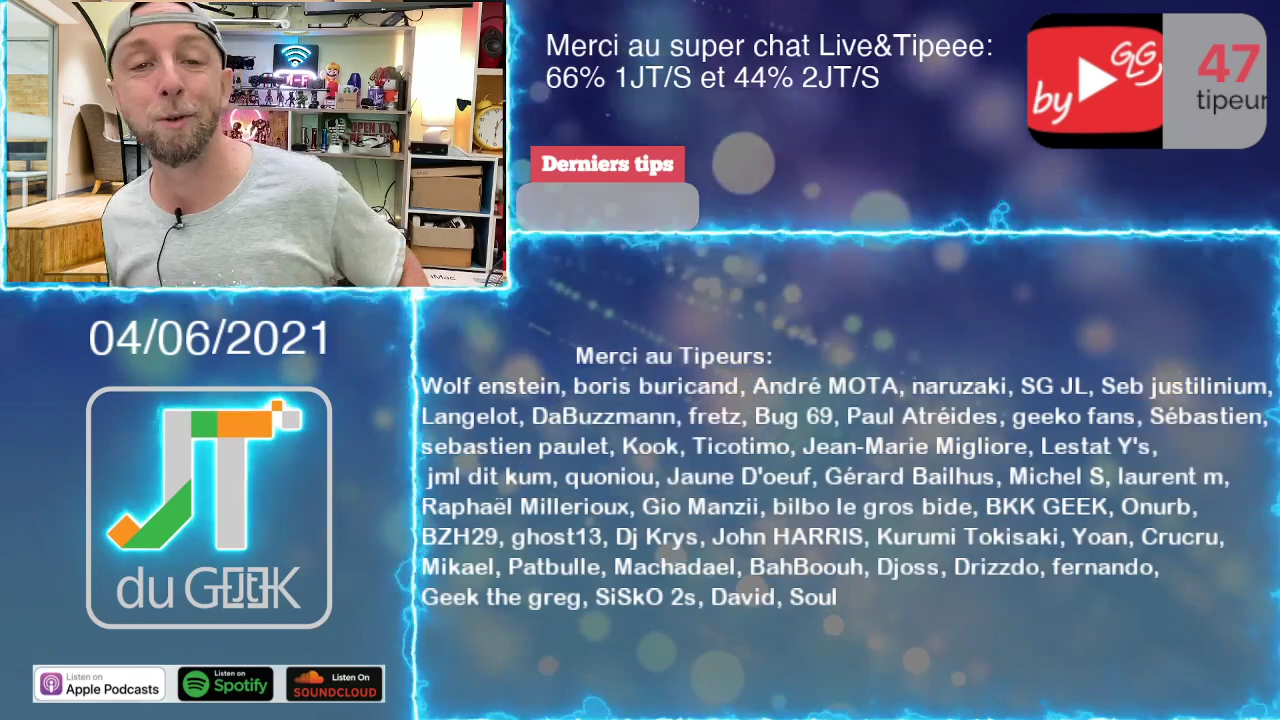 Merci au super chat Live&Tipeee:
66% 1JT/S et 44% 2JT/S
by GLG
47
tipeur
Derniers tips
04/06/2021
JT
du GEEK
Merci au Tipeurs:
Wolf enstein, boris buricand, André MOTA, naruzaki, SG JL, Seb justilinium,
Langelot, DaBuzzmann, fretz, Bug 69, Paul Atréides, geeko fans, Sébastien,
sebastien paulet, Kook, Ticotimo, Jean-Marie Migliore, Lestat Y's,
jml dit kum, quoniou, Jaune D'oeuf, Gérard Bailhus, Michel S, laurent m,
Raphaël Millerioux, Gio Manzii, bilbo le gros bide, BKK GEEK, Onurb,
BZH29, ghost13, Dj Krys, John HARRIS, Kurumi Tokisaki, Yoan, Crucru,
Mikael, Patbulle, Machadael, BahBoouh, Djoss, Drizzdo, fernando,
Geek the greg, SiSkO 2s, David, Soul
Listen on
Apple Podcasts
Listen on
Spotify
Listen On
SOUNDCLOUD